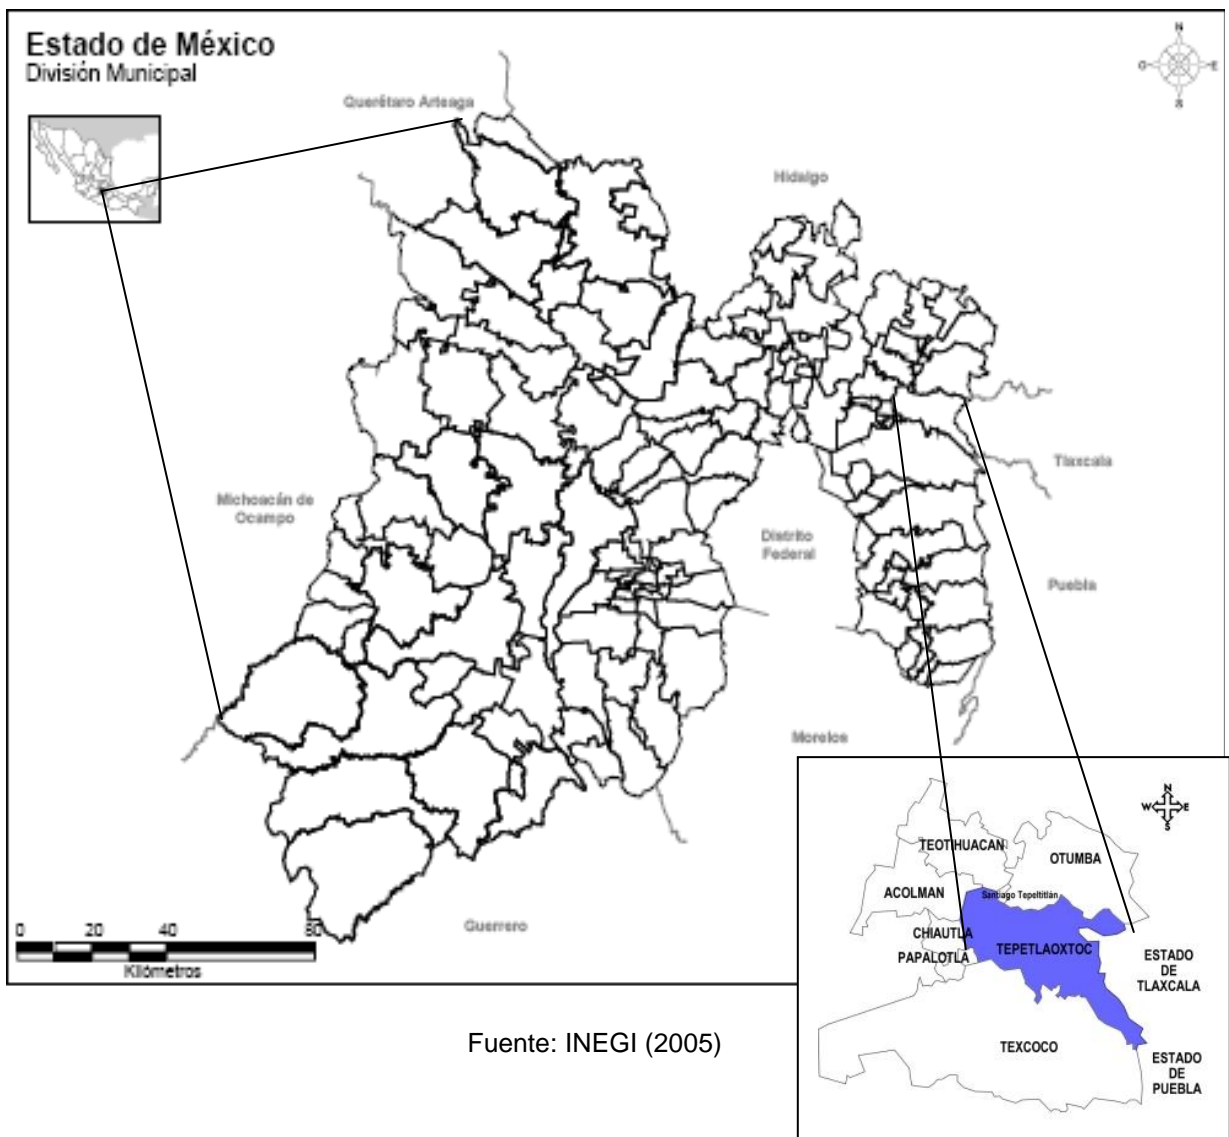 Estado de México
División Municipal
N
O
E
S
Querétaro Arteaga
Hidalgo
Tlaxcala
Michoacán de
Ocampo
Distrito
Federal
Puebla
Morelos
Guerrero
0
20
40
80
Kilómetros
N
W
E
S
TEOTIHUACAN
OTUMBA
ACOLMAN
Santiago Tepeltitlán
CHIAUTLA
TEPETLAOXTOC
PAPALOTLA
ESTADO
DE
TLAXCALA
TEXCOCO
ESTADO
DE
PUEBLA
Fuente: INEGI (2005)